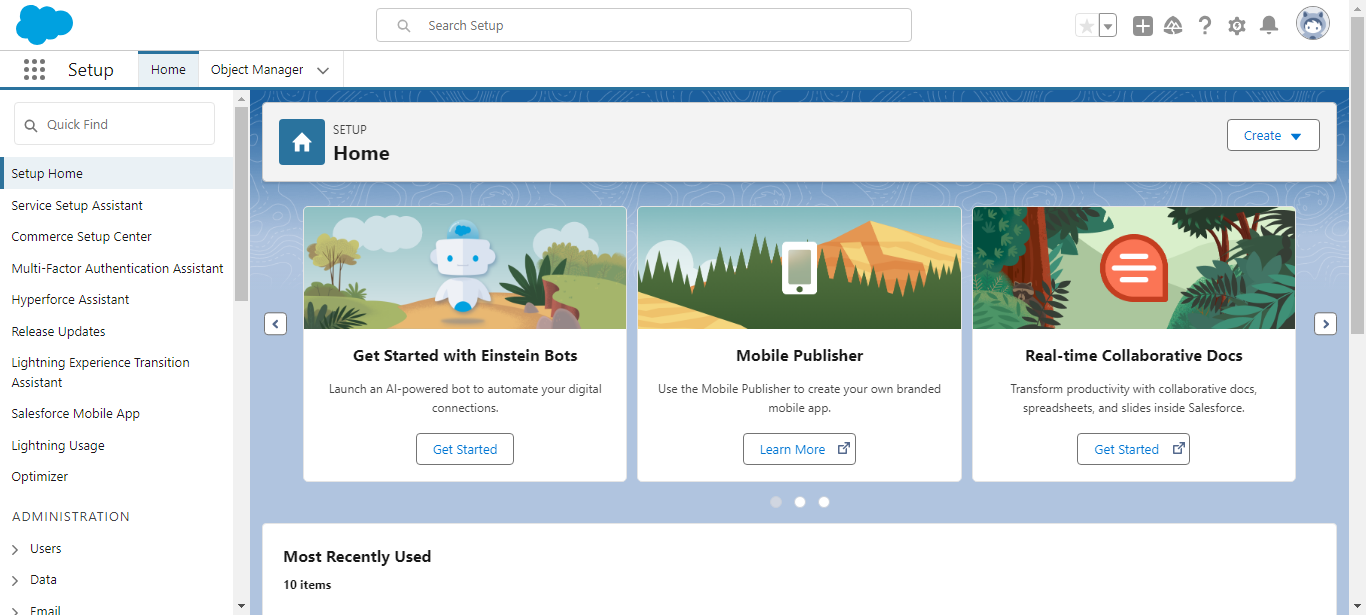 Search Setup
Setup
Home
Object Manager
Quick Find
Setup Home
Service Setup Assistant
Commerce Setup Center
Multi-Factor Authentication Assistant
Hyperforce Assistant
Release Updates
Lightning Experience Transition
Assistant
Salesforce Mobile App
Lightning Usage
Optimizer
ADMINISTRATION
Users
Data
Email
SETUP
Home
Create
Get Started with Einstein Bots
Launch an AI-powered bot to automate your digital
connections.
Get Started
Mobile Publisher
Use the Mobile Publisher to create your own branded
mobile app.
Learn More
Real-time Collaborative Docs
Transform productivity with collaborative docs,
spreadsheets, and slides inside Salesforce.
Get Started
Most Recently Used
10 items